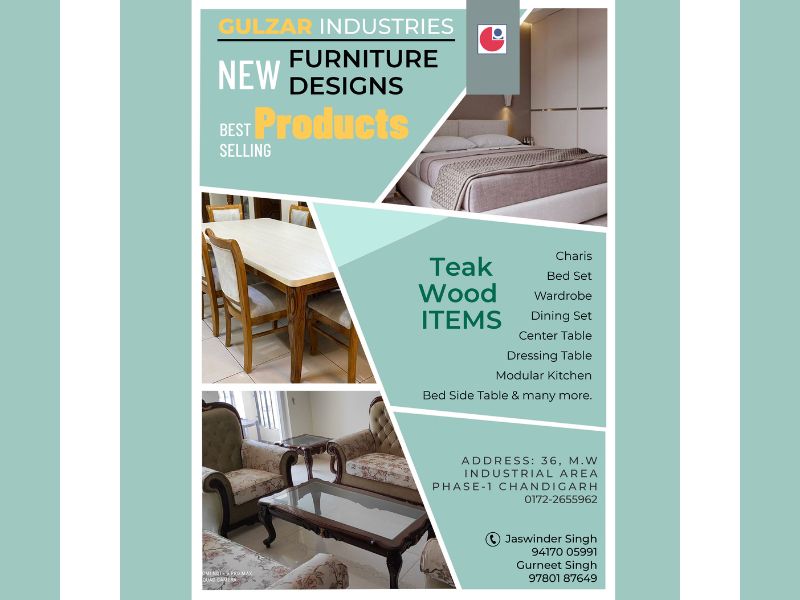 GULZAR INDUSTRIES
NEW FURNITURE
DESIGNS
BEST Products
SELLING
Teak
Wood
ITEMS
Charis
Bed Set
Wardrobe
Dining Set
Center Table
Dressing Table
Modular Kitchen
Bed Side Table & many more.
ADDRESS: 36, M.W
INDUSTRIAL AREA
PHASE-1 CHANDIGARH
0172-2655962
Jaswinder Singh
94170 05991
Gurneet Singh
97801 87649
QUAD CAMERA